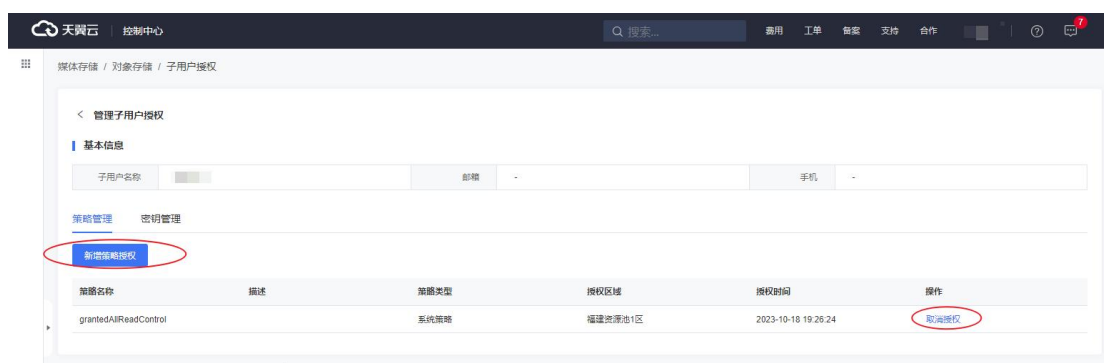 天翼云 控制中心 搜索... 费用 工单 备案 支持 合作 7
媒体存储 / 对象存储 / 子用户授权
管理子用户授权
基本信息
子用户名称 邮箱 - 手机 -
策略管理 密钥管理
新增策略授权
策略名称 描述 策略类型 授权区域 授权时间 操作
grantedAllReadControl 系统策略 福建资源池1区 2023-10-18 19:26:24 取消授权